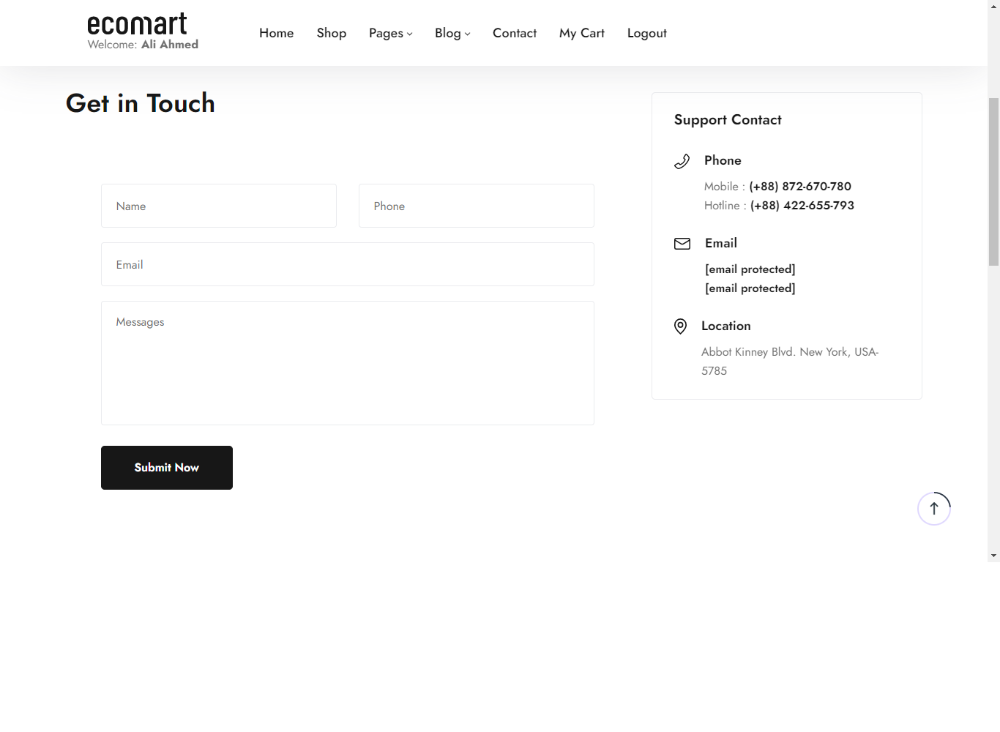 ecomart
Welcome: Ali Ahmed
Home Shop Pages Blog Contact My Cart Logout
Get in Touch
Name
Phone
Email
Messages
Submit Now
Support Contact
Phone
Mobile : (+88) 872-670-780
Hotline : (+88) 422-655-793
Email
[email protected]
[email protected]
Location
Abbot Kinney Blvd. New York, USA-
5785